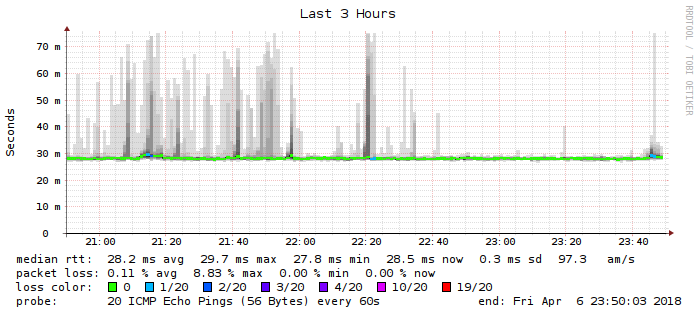 Last 3 Hours
RRDTOOL / TOBI OETIKER
Seconds
70 m
60 m
50 m
40 m
30 m
20 m
10 m
0
21:00 21:20 21:40 22:00 22:20 22:40 23:00 23:20 23:40
median rtt: 28.2 ms avg 29.7 ms max 27.8 ms min 28.5 ms now 0.3 ms sd 97.3 am/s
packet loss: 0.11 % avg 8.83 % max 0.00 % min 0.00 % now
loss color: 0 1/20 2/20 3/20 4/20 10/20 19/20
probe: 20 ICMP Echo Pings (56 Bytes) every 60s end: Fri Apr 6 23:50:03 2018